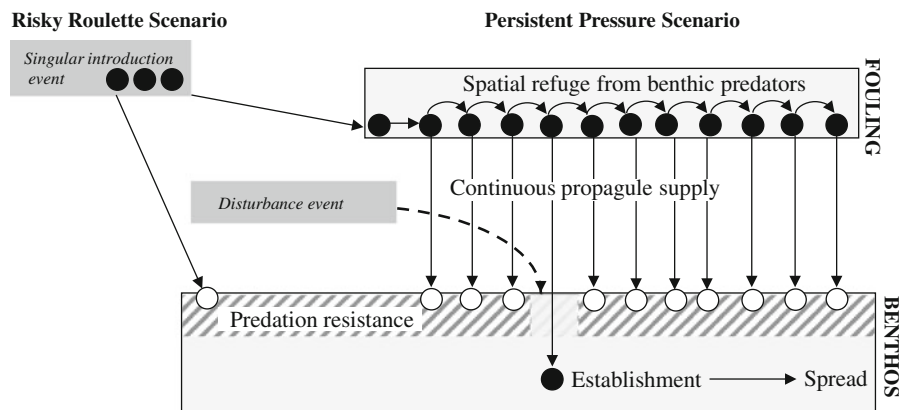 Risky Roulette Scenario
Persistent Pressure Scenario
Singular introduction
event
Spatial refuge from benthic predators
FOULING
Continuous propagule supply
Disturbance event
Predation resistance
BENTHOS
Establishment
Spread